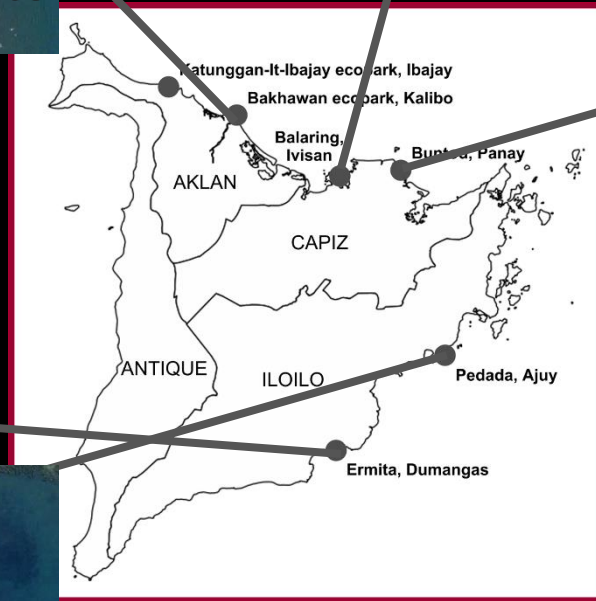 Katunggan-It-Ibajay ecopark, Ibajay
Bakhawan ecopark, Kalibo
Balaring,
Ivisan
Buntod, Panay
AKLAN
CAPIZ
ANTIQUE
ILOILO
Pedada, Ajuy
Ermita, Dumangas